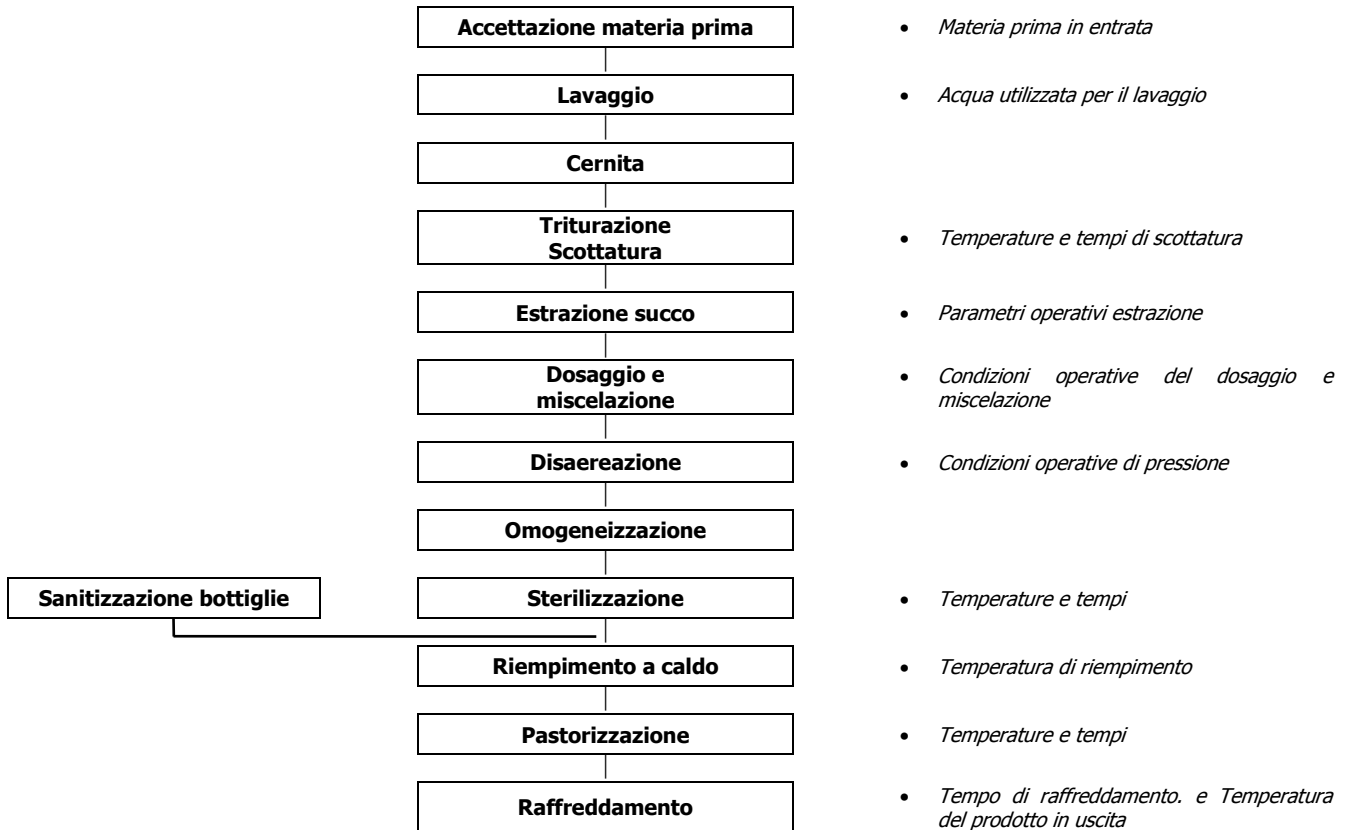 Accettazione materia prima
• Materia prima in entrata
Lavaggio
• Acqua utilizzata per il lavaggio
Cernita
Triturazione
Scottatura
• Temperature e tempi di scottatura
Estrazione succo
• Parametri operativi estrazione
Dosaggio e
miscelazione
• Condizioni operative del dosaggio e
miscelazione
Disaereazione
• Condizioni operative di pressione
Omogeneizzazione
Sanitizzazione bottiglie
Sterilizzazione
• Temperature e tempi
Riempimento a caldo
• Temperatura di riempimento
Pastorizzazione
• Temperature e tempi
Raffreddamento
• Tempo di raffreddamento. e Temperatura
del prodotto in uscita